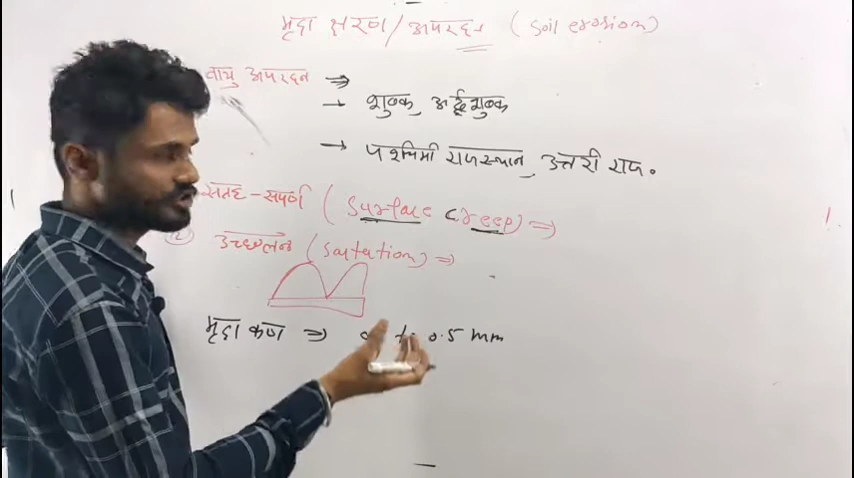 मृदा क्षरण/अपरदन (Soil erosion)
वायु अपरदन ⇒
→ शुष्क, अर्द्धशुष्क
→ पश्चिमी राजस्थान, उत्तरी राज.
सतह-सर्पण (Surface creep) ⇒
उच्छलन (Saltation) ⇒
मृदा कण ⇒ 0.5 mm